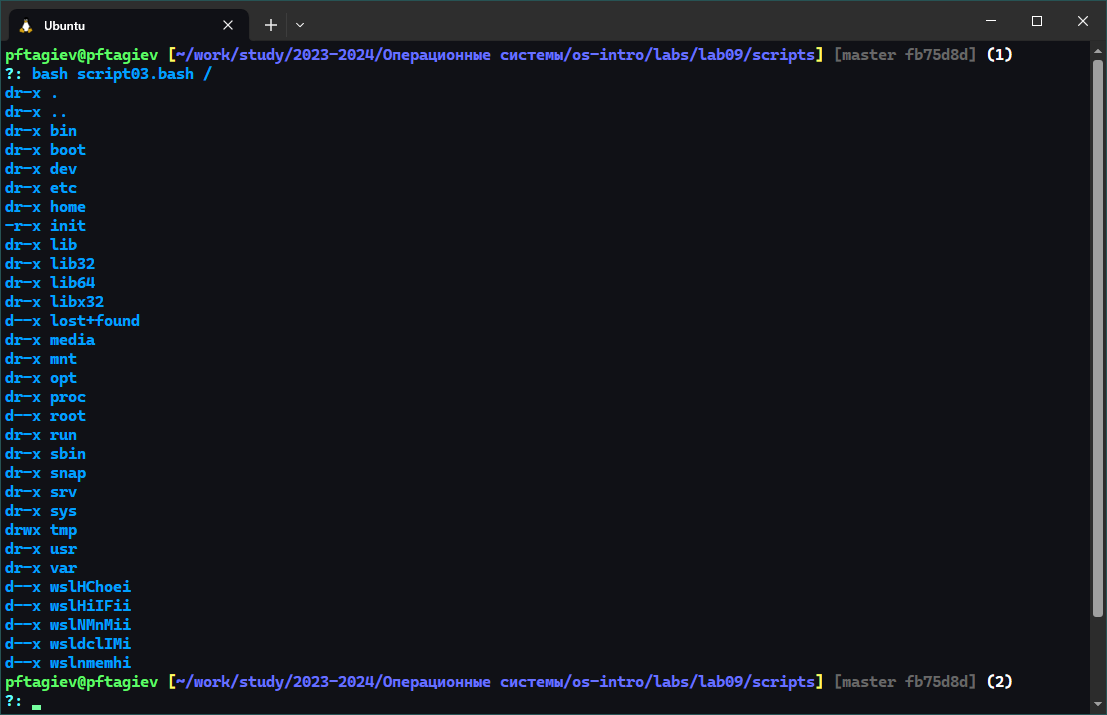 Ubuntu
pftagiev@pftagiev [~/work/study/2023-2024/Операционные системы/os-intro/labs/lab09/scripts] [master fb75d8d] (1)
?: bash script03.bash /
dr-x .
dr-x ..
dr-x bin
dr-x boot
dr-x dev
dr-x etc
dr-x home
-r-x init
dr-x lib
dr-x lib32
dr-x lib64
dr-x libx32
d--x lost+found
dr-x media
dr-x mnt
dr-x opt
dr-x proc
d--x root
dr-x run
dr-x sbin
dr-x snap
dr-x srv
dr-x sys
drwx tmp
dr-x usr
dr-x var
d--x wslHChoei
d--x wslHiIFii
d--x wslNMnMii
d--x wsldclIMi
d--x wslnmemhi
pftagiev@pftagiev [~/work/study/2023-2024/Операционные системы/os-intro/labs/lab09/scripts] [master fb75d8d] (2)
?: